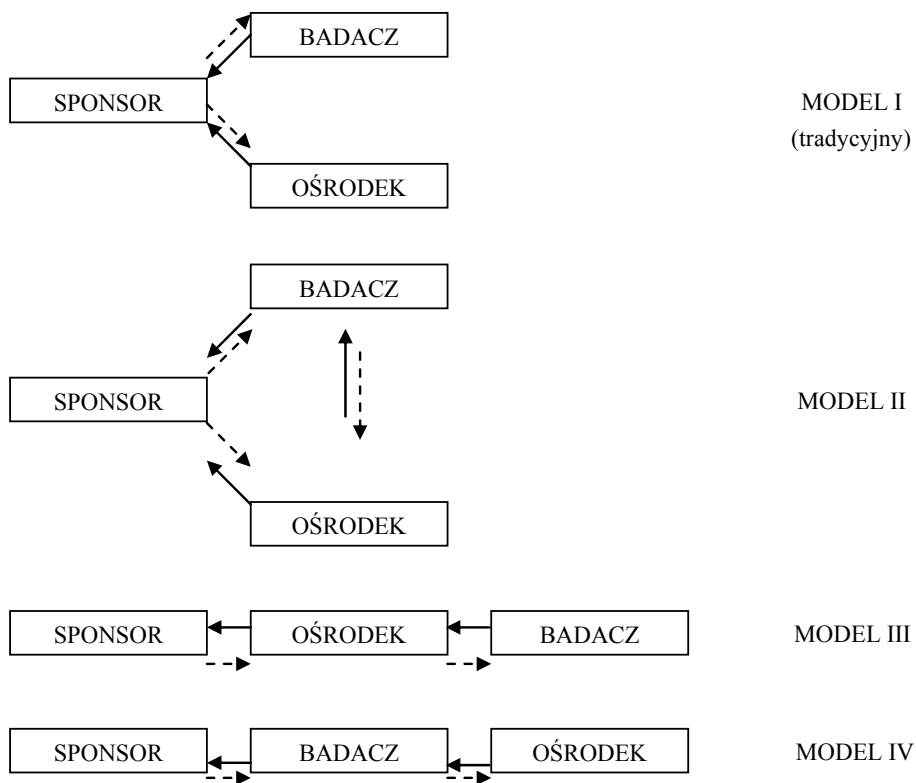 BADACZ
SPONSOR
MODEL I
(tradycyjny)
OŚRODEK
BADACZ
SPONSOR
MODEL II
OŚRODEK
SPONSOR
OŚRODEK
BADACZ
MODEL III
SPONSOR
BADACZ
OŚRODEK
MODEL IV